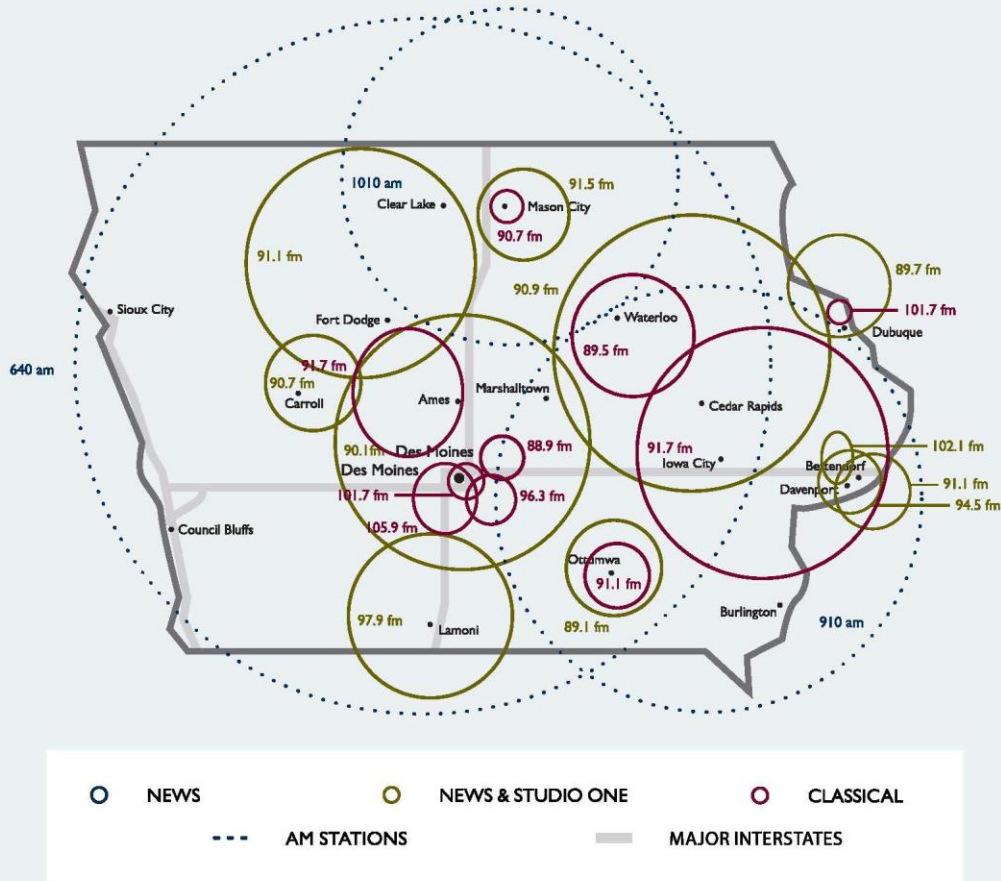 1010 am
91.5 fm
Clear Lake
Mason City
90.7 fm
91.1 fm
89.7 fm
90.9 fm
Sioux City
101.7 fm
Fort Dodge
Waterloo
Dubuque
89.5 fm
640 am
91.7 fm
90.7 fm
Marshalltown
Carroll
Ames
Cedar Rapids
90.1 fm
Des Moines
88.9 fm
91.7 fm
102.1 fm
Des Moines
Iowa City
Bettendorf
101.7 fm
96.3 fm
Davenport
91.1 fm
94.5 fm
105.9 fm
Council Bluffs
Ottumwa
91.1 fm
Burlington
97.9 fm
Lamoni
89.1 fm
910 am
NEWS
NEWS & STUDIO ONE
CLASSICAL
AM STATIONS
MAJOR INTERSTATES